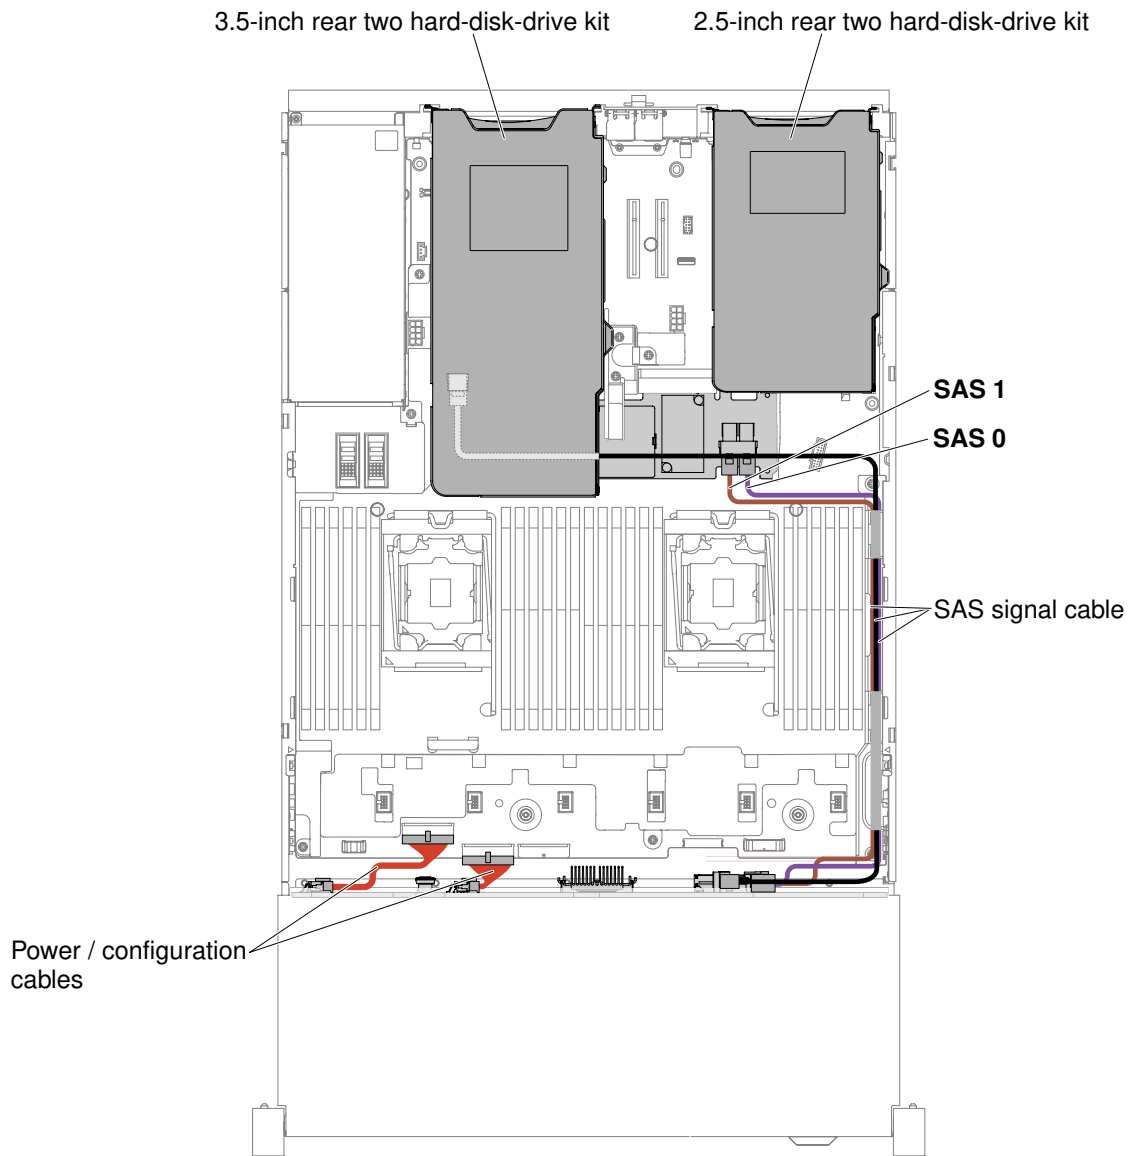 3.5-inch rear two hard-disk-drive kit
2.5-inch rear two hard-disk-drive kit
SAS 1
SAS 0
SAS signal cable
Power / configuration
cables